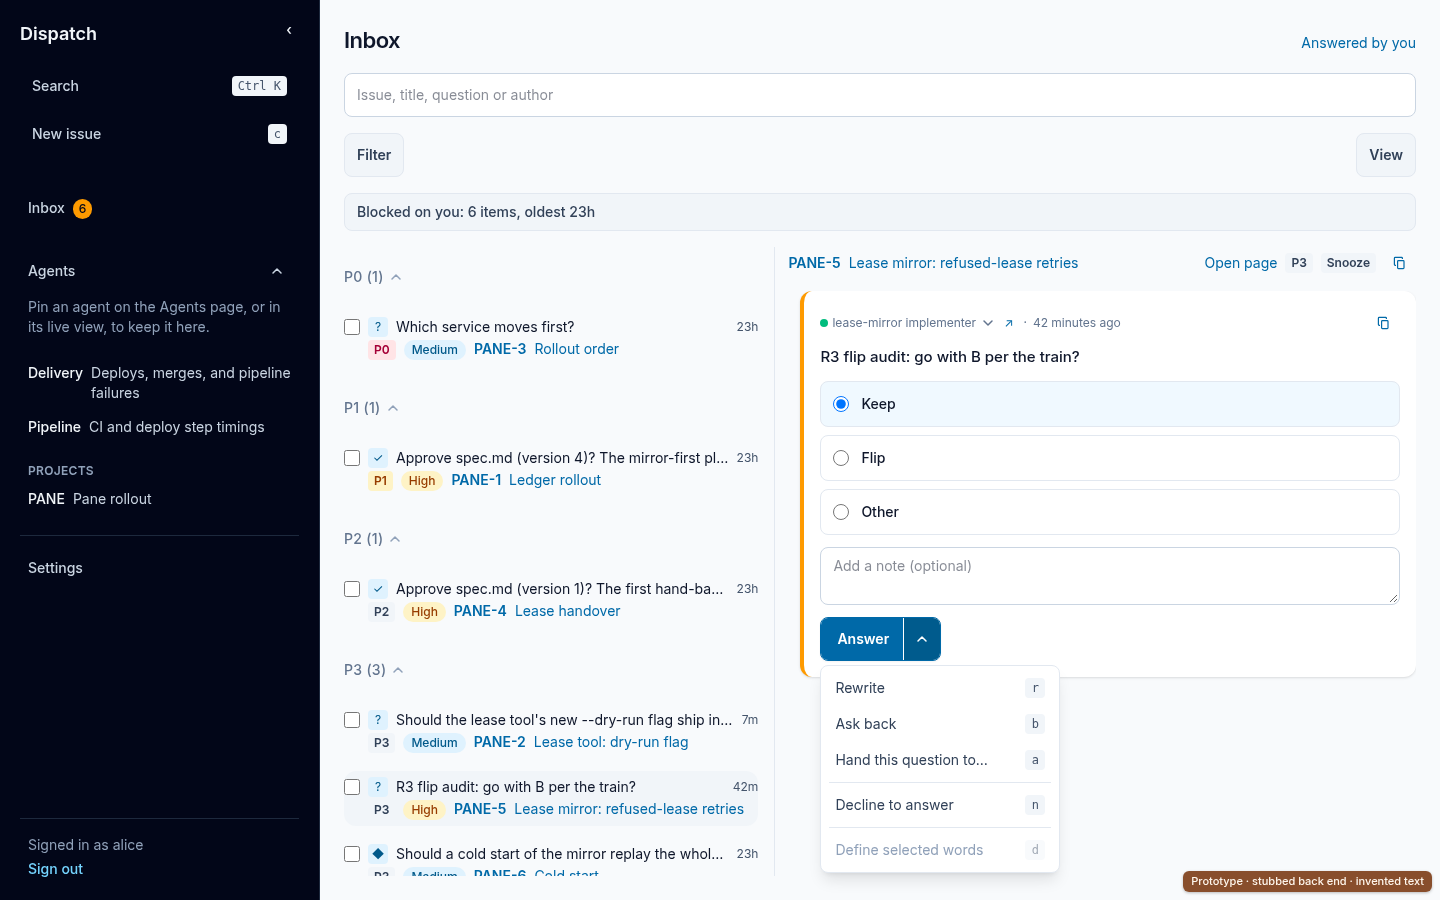 Dispatch
Search Ctrl K
New issue c
Inbox 6
Agents
Pin an agent on the Agents page, or in
its live view, to keep it here.
Delivery Deploys, merges, and pipeline
failures
Pipeline CI and deploy step timings
PROJECTS
PANE Pane rollout
Settings
Signed in as alice
Sign out
Inbox
Answered by you
Issue, title, question or author
Filter
View
Blocked on you: 6 items, oldest 23h
P0 (1)
? Which service moves first? 23h
P0 Medium PANE-3 Rollout order
P1 (1)
Approve spec.md (version 4)? The mirror-first pl... 23h
P1 High PANE-1 Ledger rollout
P2 (1)
Approve spec.md (version 1)? The first hand-ba... 23h
P2 High PANE-4 Lease handover
P3 (3)
? Should the lease tool's new --dry-run flag ship in... 7m
P3 Medium PANE-2 Lease tool: dry-run flag
? R3 flip audit: go with B per the train? 42m
P3 High PANE-5 Lease mirror: refused-lease retries
Should a cold start of the mirror replay the whol... 23h
P3 Medium PANE-6 Cold start
PANE-5 Lease mirror: refused-lease retries
Open page P3 Snooze
lease-mirror implementer · 42 minutes ago
R3 flip audit: go with B per the train?
Keep
Flip
Other
Add a note (optional)
Answer
Rewrite r
Ask back b
Hand this question to... a
Decline to answer n
Define selected words d
Prototype · stubbed back end · invented text